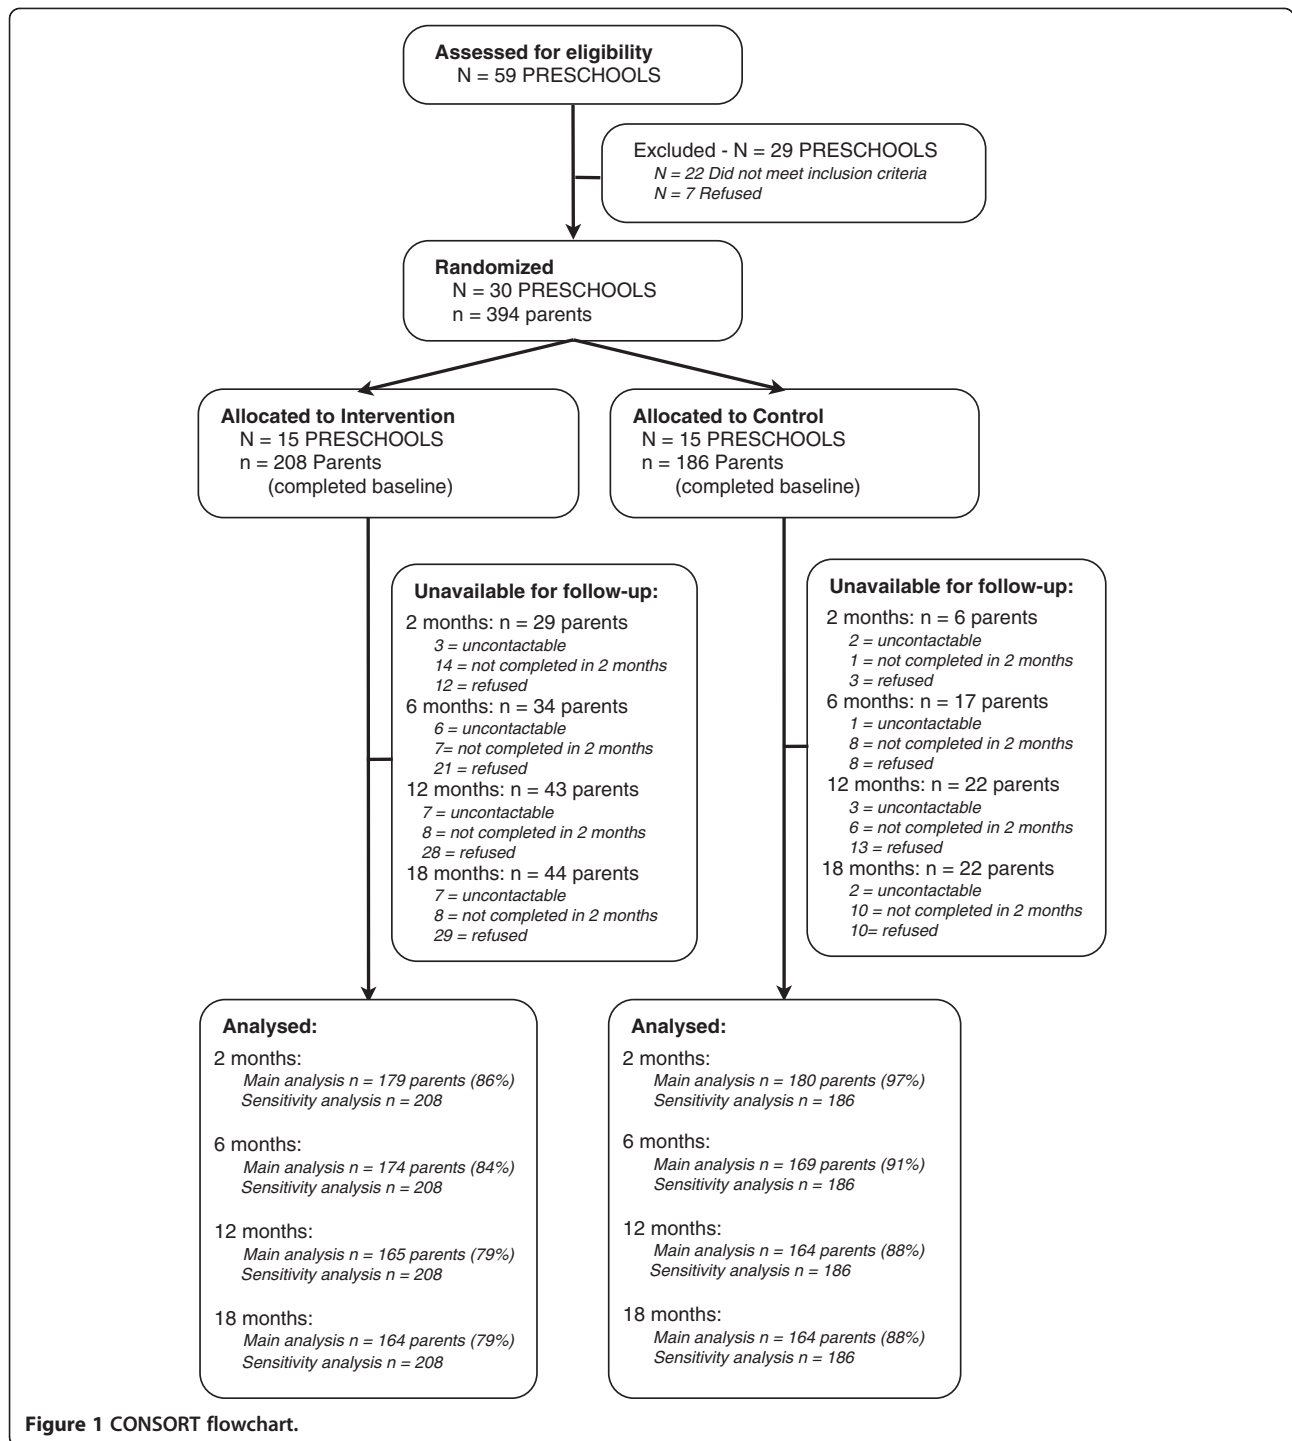 Assessed for eligibility
N = 59 PRESCHOOLS
Excluded - N = 29 PRESCHOOLS
N = 22 Did not meet inclusion criteria
N = 7 Refused
Randomized
N = 30 PRESCHOOLS
n = 394 parents
Allocated to Intervention
N = 15 PRESCHOOLS
n = 208 Parents
(completed baseline)
Allocated to Control
N = 15 PRESCHOOLS
n = 186 Parents
(completed baseline)
Unavailable for follow-up:
2 months: n = 29 parents
3 = uncontactable
14 = not completed in 2 months
12 = refused
6 months: n = 34 parents
6 = uncontactable
7= not completed in 2 months
21 = refused
12 months: n = 43 parents
7 = uncontactable
8 = not completed in 2 months
28 = refused
18 months: n = 44 parents
7 = uncontactable
8 = not completed in 2 months
29 = refused
Unavailable for follow-up:
2 months: n = 6 parents
2 = uncontactable
1 = not completed in 2 months
3 = refused
6 months: n = 17 parents
1 = uncontactable
8 = not completed in 2 months
8 = refused
12 months: n = 22 parents
3 = uncontactable
6 = not completed in 2 months
13 = refused
18 months: n = 22 parents
2 = uncontactable
10 = not completed in 2 months
10= refused
Analysed:
2 months:
Main analysis n = 179 parents (86%)
Sensitivity analysis n = 208
6 months:
Main analysis n = 174 parents (84%)
Sensitivity analysis n = 208
12 months:
Main analysis n = 165 parents (79%)
Sensitivity analysis n = 208
18 months:
Main analysis n = 164 parents (79%)
Sensitivity analysis n = 208
Analysed:
2 months:
Main analysis n = 180 parents (97%)
Sensitivity analysis n = 186
6 months:
Main analysis n = 169 parents (91%)
Sensitivity analysis n = 186
12 months:
Main analysis n = 164 parents (88%)
Sensitivity analysis n = 186
18 months:
Main analysis n = 164 parents (88%)
Sensitivity analysis n = 186
Figure 1 CONSORT flowchart.